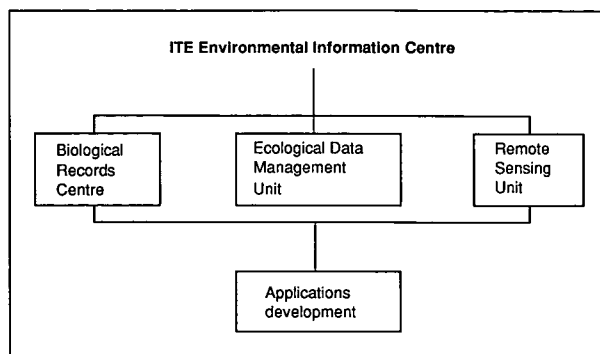 ITE Environmental Information Centre
Biological
Records
Centre
Ecological Data
Management
Unit
Remote
Sensing
Unit
Applications
development